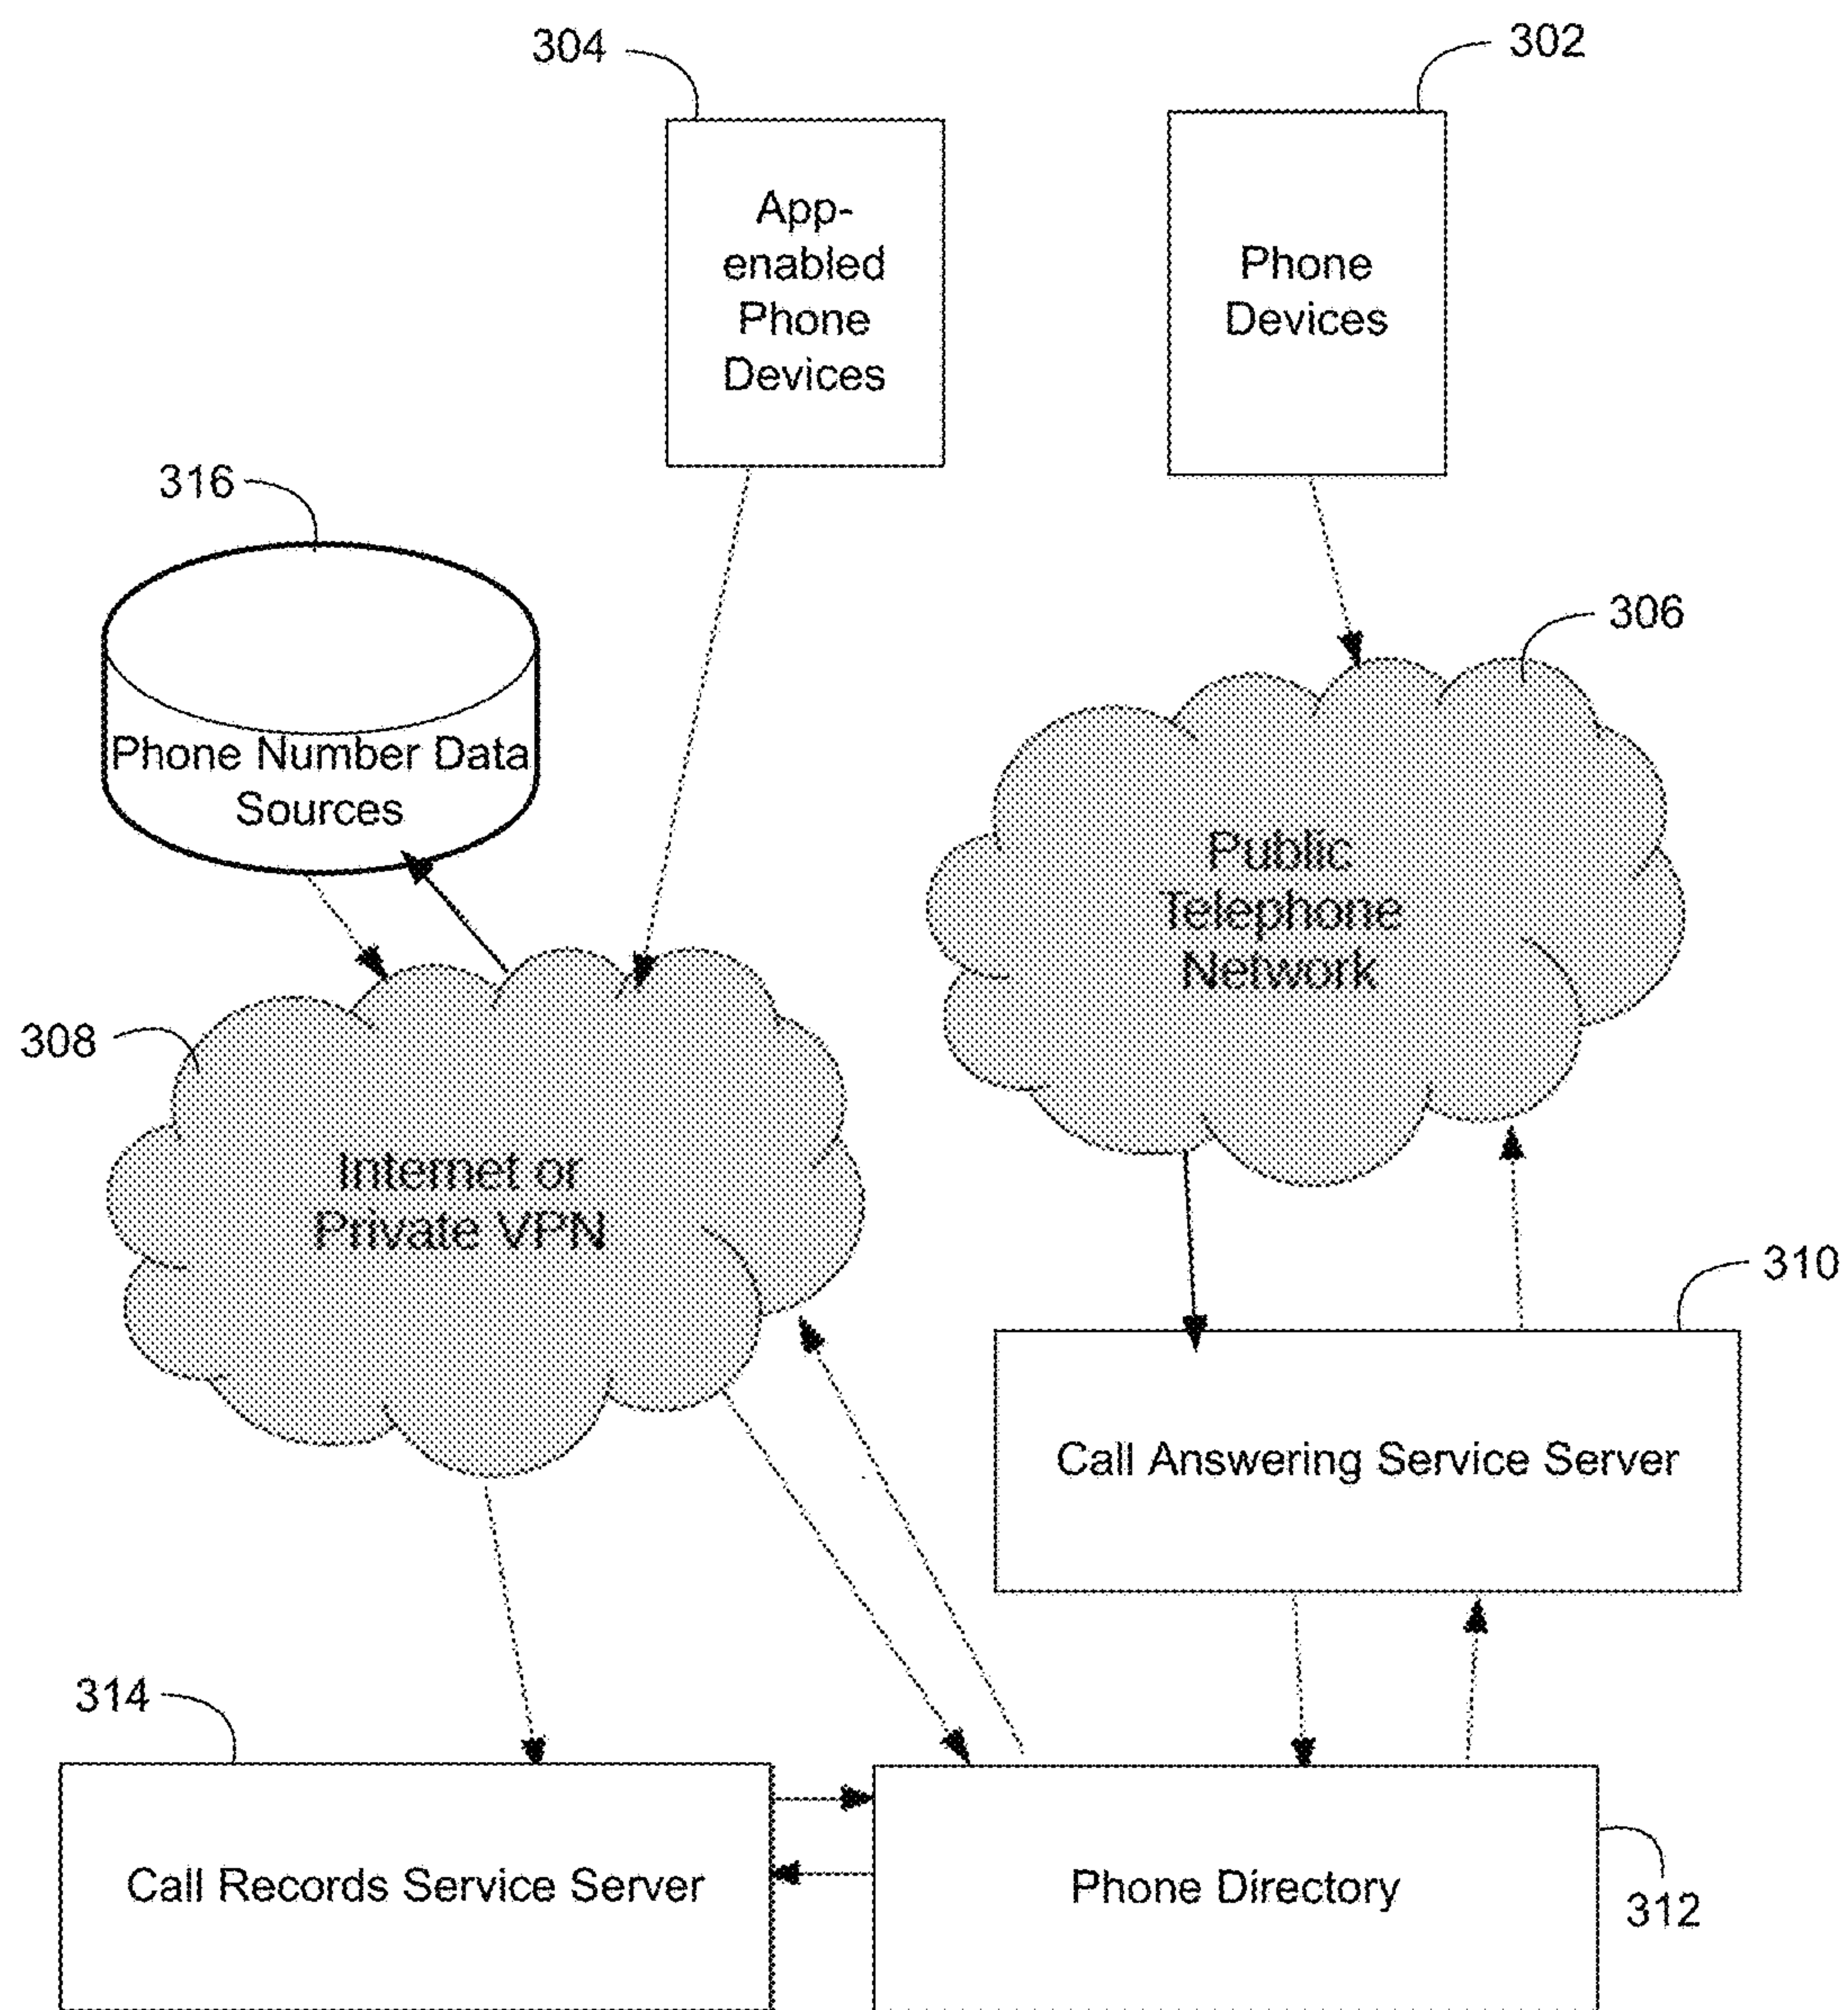 304
302
App-
enabled
Phone
Devices
Phone
Devices
316
306
Phone Number Data
Sources
Public
Telephone
Network
308
Internet or
Private VPN
310
Call Answering Service Server
314
Call Records Service Server
Phone Directory
312